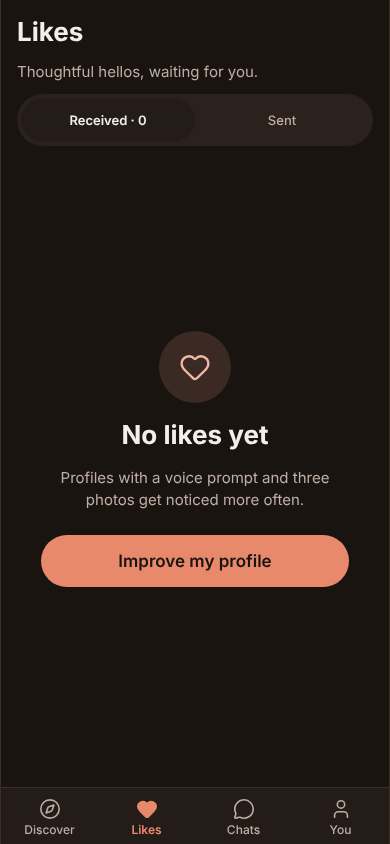 Likes
Thoughtful hellos, waiting for you.
Received · 0
Sent
No likes yet
Profiles with a voice prompt and three
photos get noticed more often.
Improve my profile
Discover
Likes
Chats
You